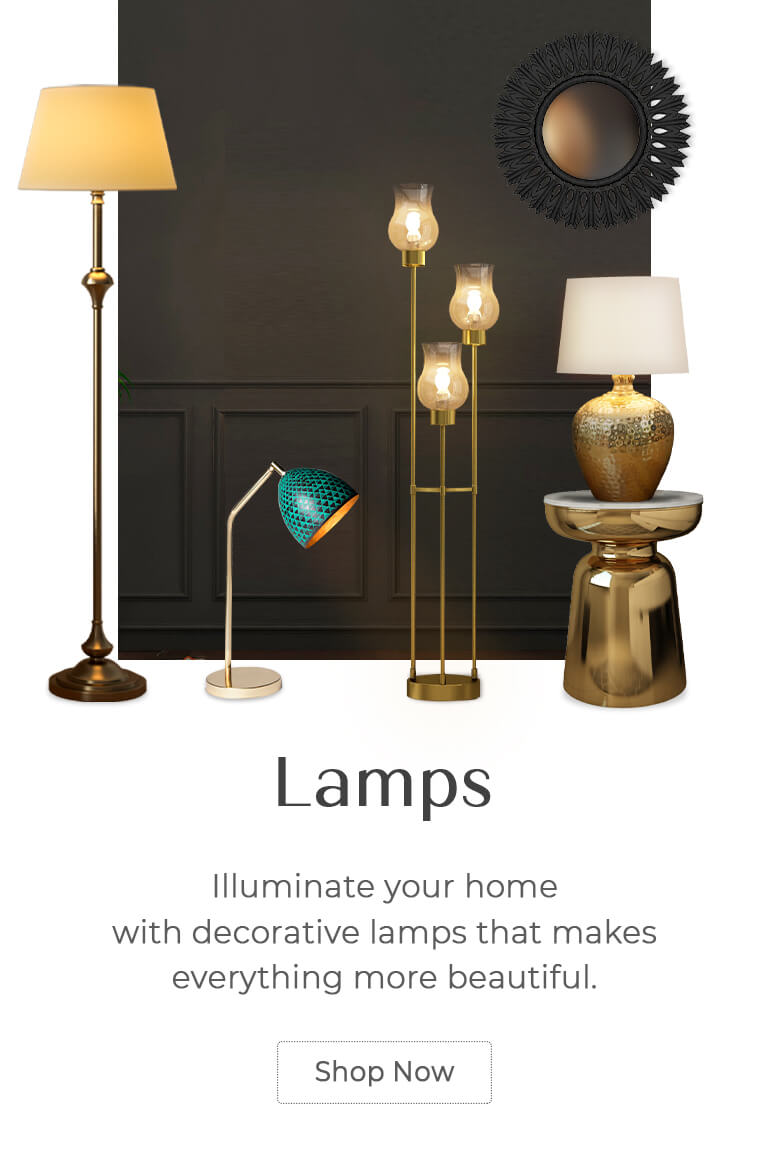 Lamps
Illuminate your home
with decorative lamps that makes
everything more beautiful.
Shop Now